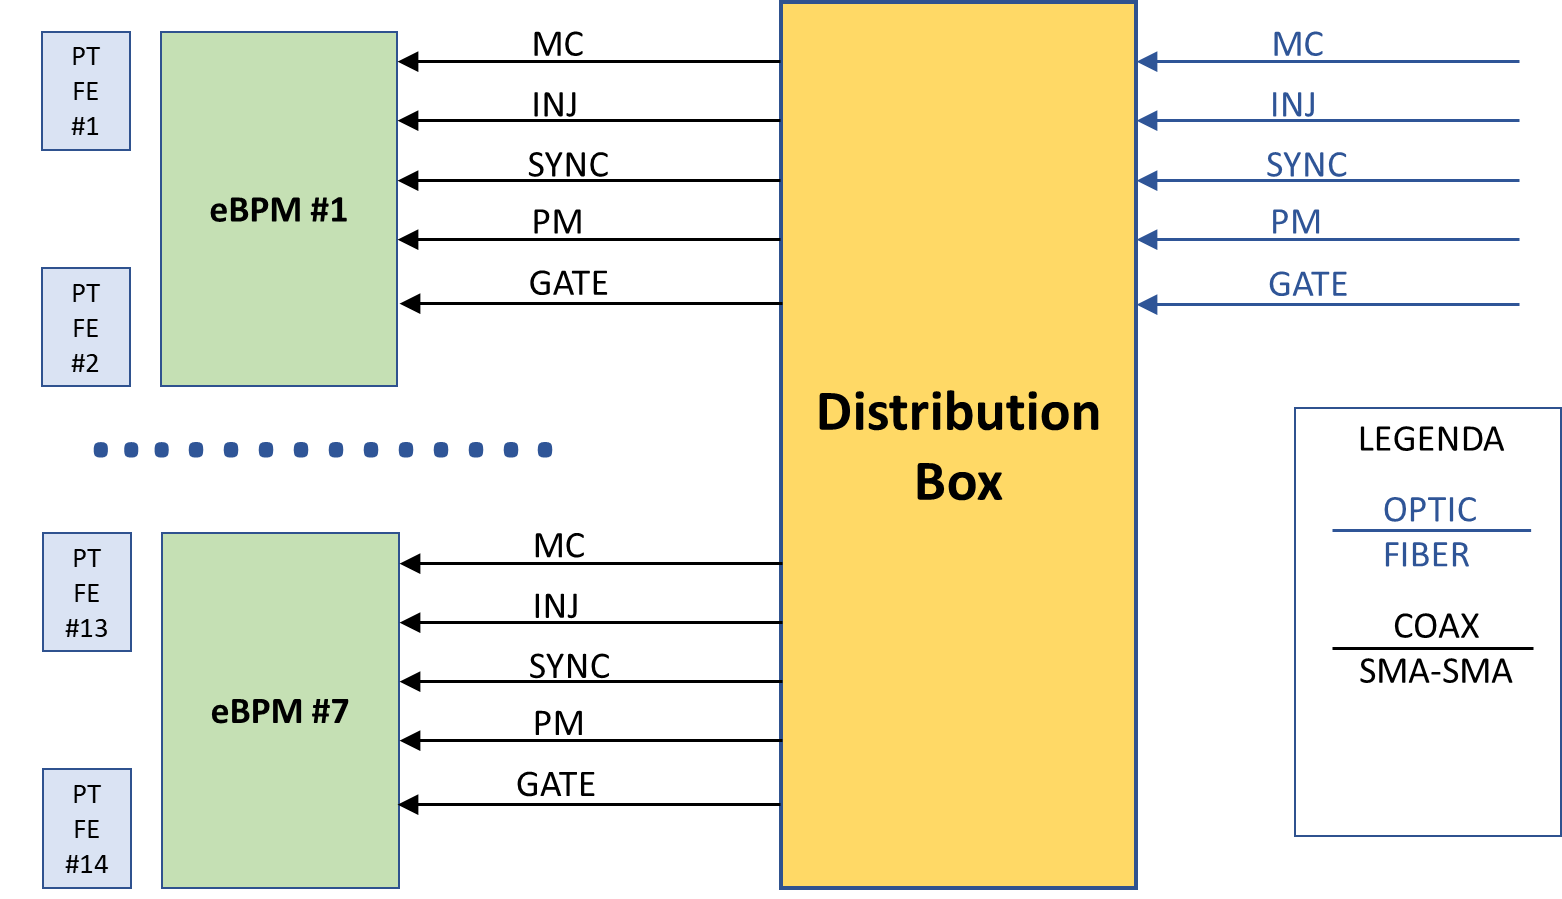 PT
FE
#1
PT
FE
#2
eBPM #1
MC
INJ
SYNC
PM
GATE
Distribution
Box
MC
INJ
SYNC
PM
GATE
PT
FE
#13
PT
FE
#14
eBPM #7
MC
INJ
SYNC
PM
GATE
LEGENDA
OPTIC
FIBER
COAX
SMA-SMA